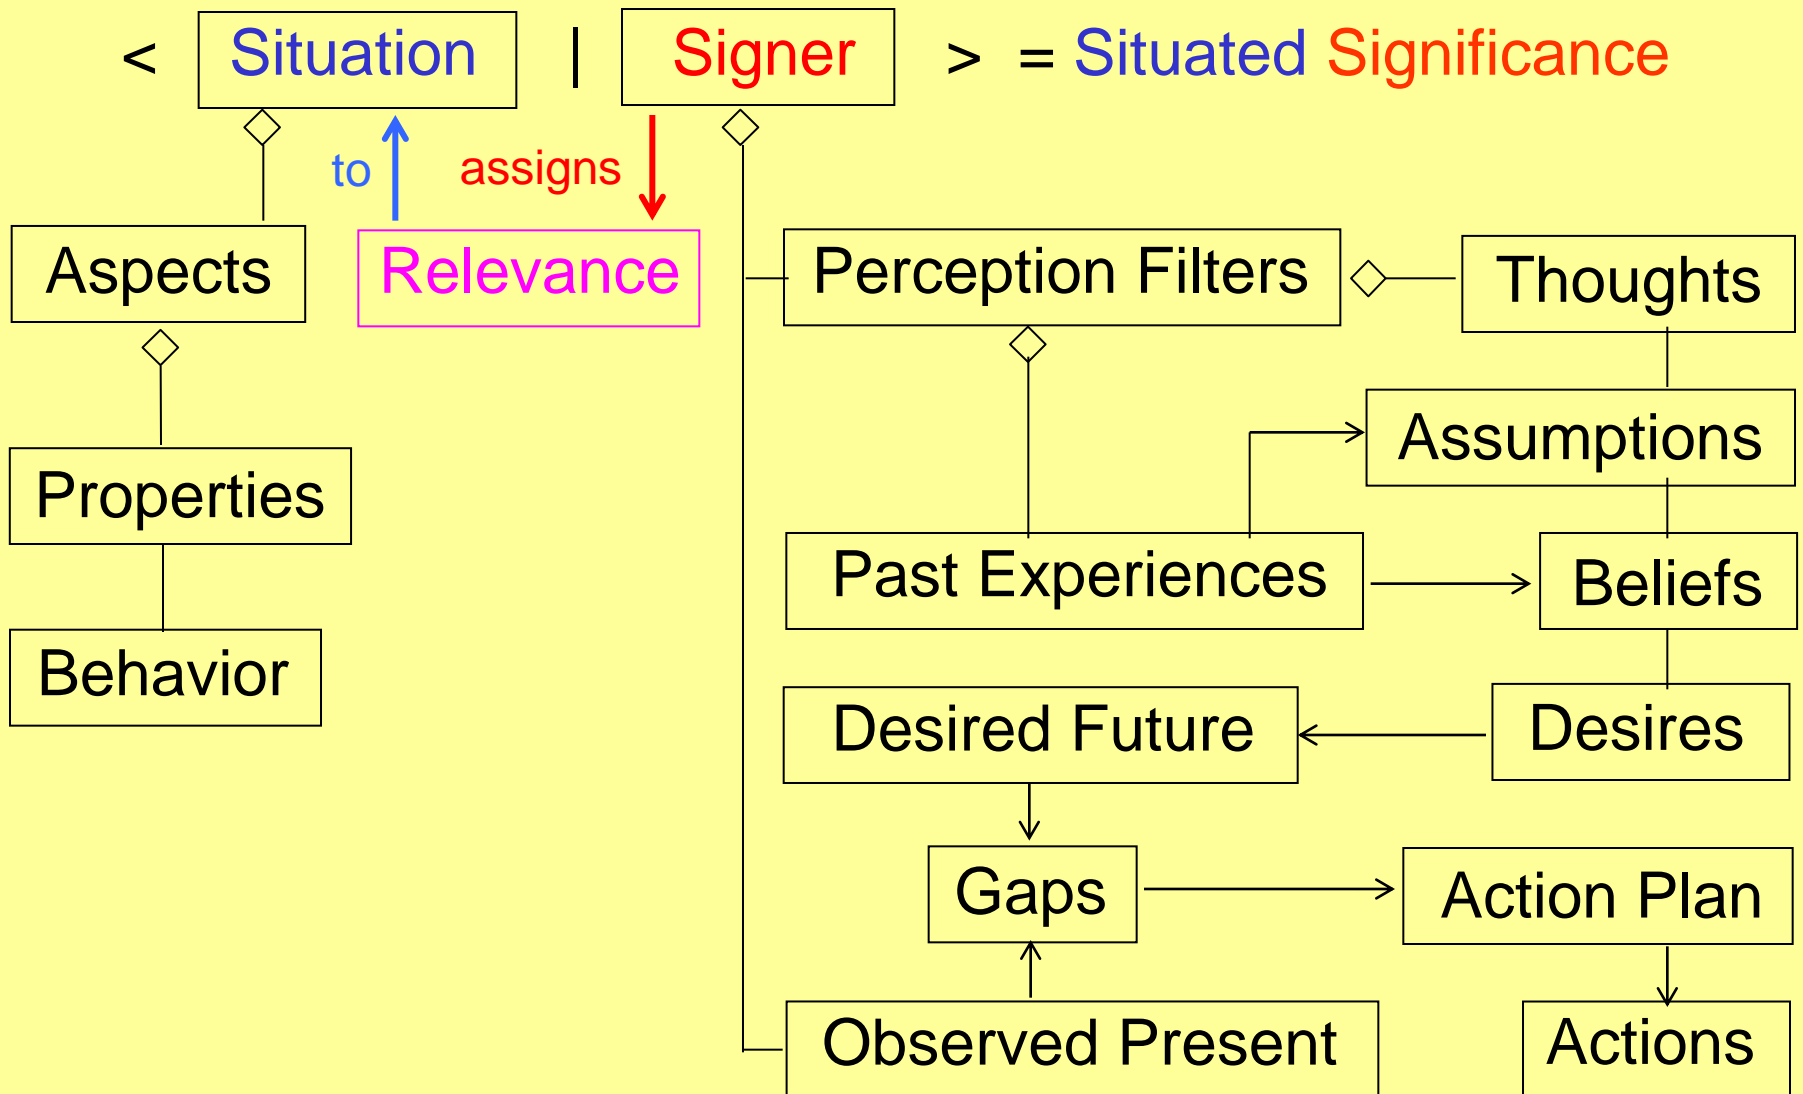 < Situation | Signer > = Situated Significance
to assigns
Aspects Relevance Perception Filters Thoughts
Assumptions
Properties
Past Experiences Beliefs
Behavior
Desired Future Desires
Gaps Action Plan
Observed Present Actions